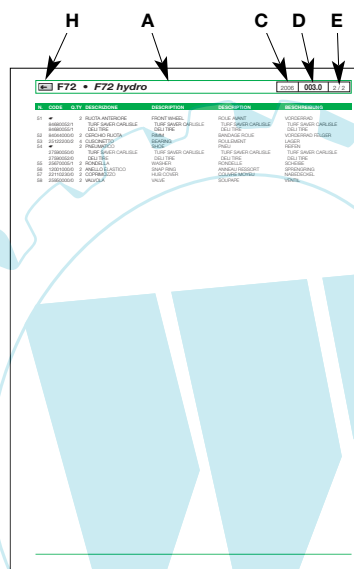 H A C D E
F72 • F72 hydro 2006 003.0 2 / 2
N. CODE Q.TY DESCRIZIONE DESCRIPTION DESCRIPTION BESCHREIBUNG
51 2 RUOTA ANTERIORE FRONT WHEEL ROUE AVANT VORDERRAD
TURF SAVER CARLISLE TURF SAVER CARLISLE TURF SAVER CARLISLE TURF SAVER CARLISLE
DELI TIRE DELI TIRE DELI TIRE DELI TIRE
52 2 CERCHIO RUOTA BANDAGE ROUE
53 4 CUSCINETTO BEARING ROULEMENT LAGER
54 2 PNEUMATICO SHOE PNEU REIFEN
TURF SAVER CARLISLE TURF SAVER CARLISLE TURF SAVER CARLISLE TURF SAVER CARLISLE
DELI TIRE DELI TIRE DELI TIRE DELI TIRE
55 2 RONDELLA WASHER RONDELLE SCHEIBE
56 2 ANELLO ELASTICO SNAP RING ANNEAU RESSORT SPRENGRING
57 2 COPRIMOZZO HUB COVER COUVRE MOYEU NABEDECKEL
58 2 VALVOLA VALVE SOUPAPE VENTIL